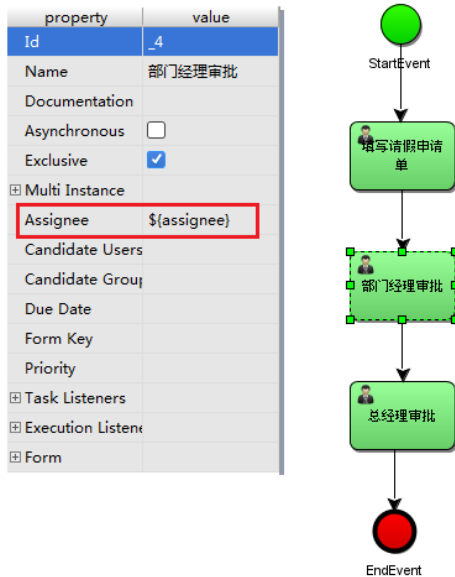 property value
Id _4
Name 部门经理审批
Documentation
Asynchronous
Exclusive
Multi Instance
Assignee ${assignee}
Candidate Users
Candidate Group
Due Date
Form Key
Priority
Task Listeners
Execution Listene
Form
StartEvent
填写请假申请
单
部门经理审批
总经理审批
EndEvent